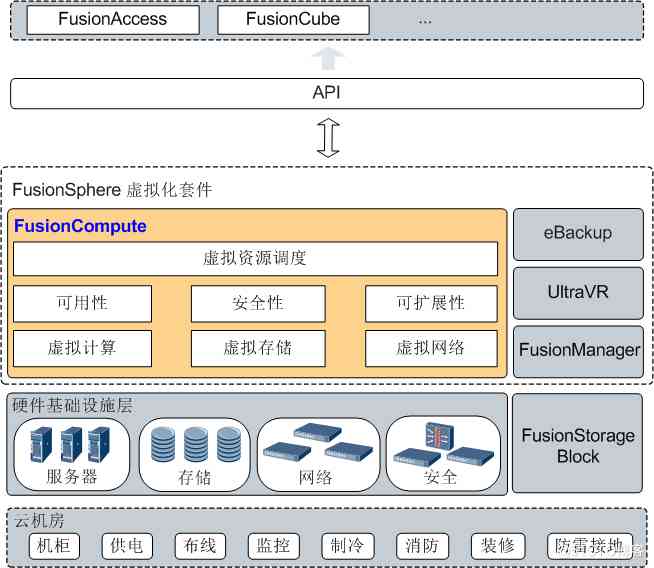 FusionAccess
FusionCube
...
API
FusionSphere 虚拟化套件
FusionCompute
虚拟资源调度
可用性
安全性
可扩展性
虚拟计算
虚拟存储
虚拟网络
eBackup
UltraVR
FusionManager
硬件基础设施层
服务器
存储
网络
安全
FusionStorage
Block
云机房
机柜
供电
布线
监控
制冷
消防
装修
防雷接地